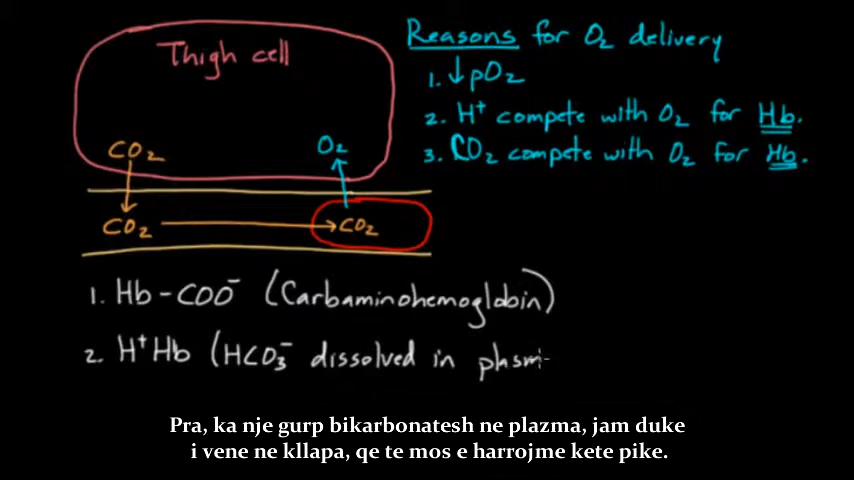 Thigh cell
Reasons for O₂ delivery
1. ↓pO₂
2. H⁺ compete with O₂ for Hb.
3. CO₂ compete with O₂ for Hb.
CO₂ O₂
CO₂ → CO₂
1. Hb-COO⁻ (Carbaminohemoglobin)
2. H⁺Hb (HCO₃⁻ dissolved in plasm
Pra, ka nje gurp bikarbonatesh ne plazma, jam duke
i vene ne kllapa, qe te mos e harrojme kete pike.